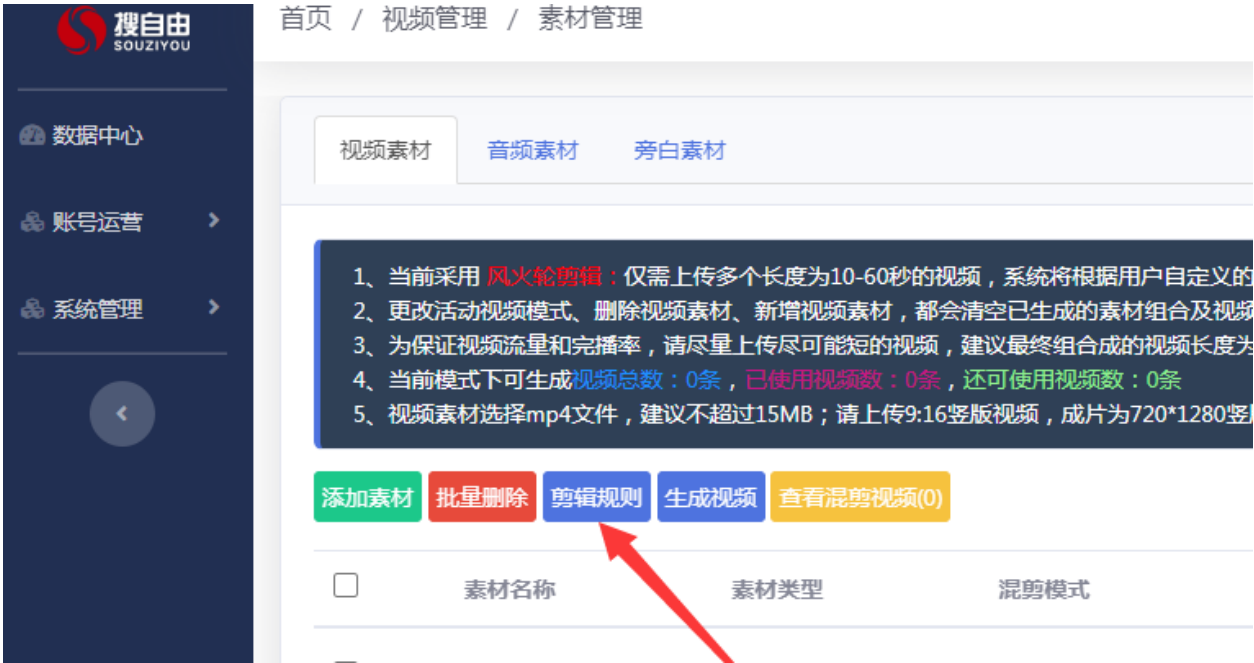 搜自由
SOUZIYOU
首页 / 视频管理 / 素材管理
数据中心
账号运营
系统管理
视频素材 音频素材 旁白素材
1、当前采用 风火轮剪辑：仅需上传多个长度为10-60秒的视频，系统将根据用户自定义的
2、更改活动视频模式、删除视频素材、新增视频素材，都会清空已生成的素材组合及视频
3、为保证视频流量和完播率，请尽量上传尽可能短的视频，建议最终组合成的视频长度为
4、当前模式下可生成视频总数：0条，已使用视频数：0条，还可使用视频数：0条
5、视频素材选择mp4文件，建议不超过15MB；请上传9:16竖版视频，成片为720*1280竖版
添加素材 批量删除 剪辑规则 生成视频 查看混剪视频(0)
素材名称 素材类型 混剪模式